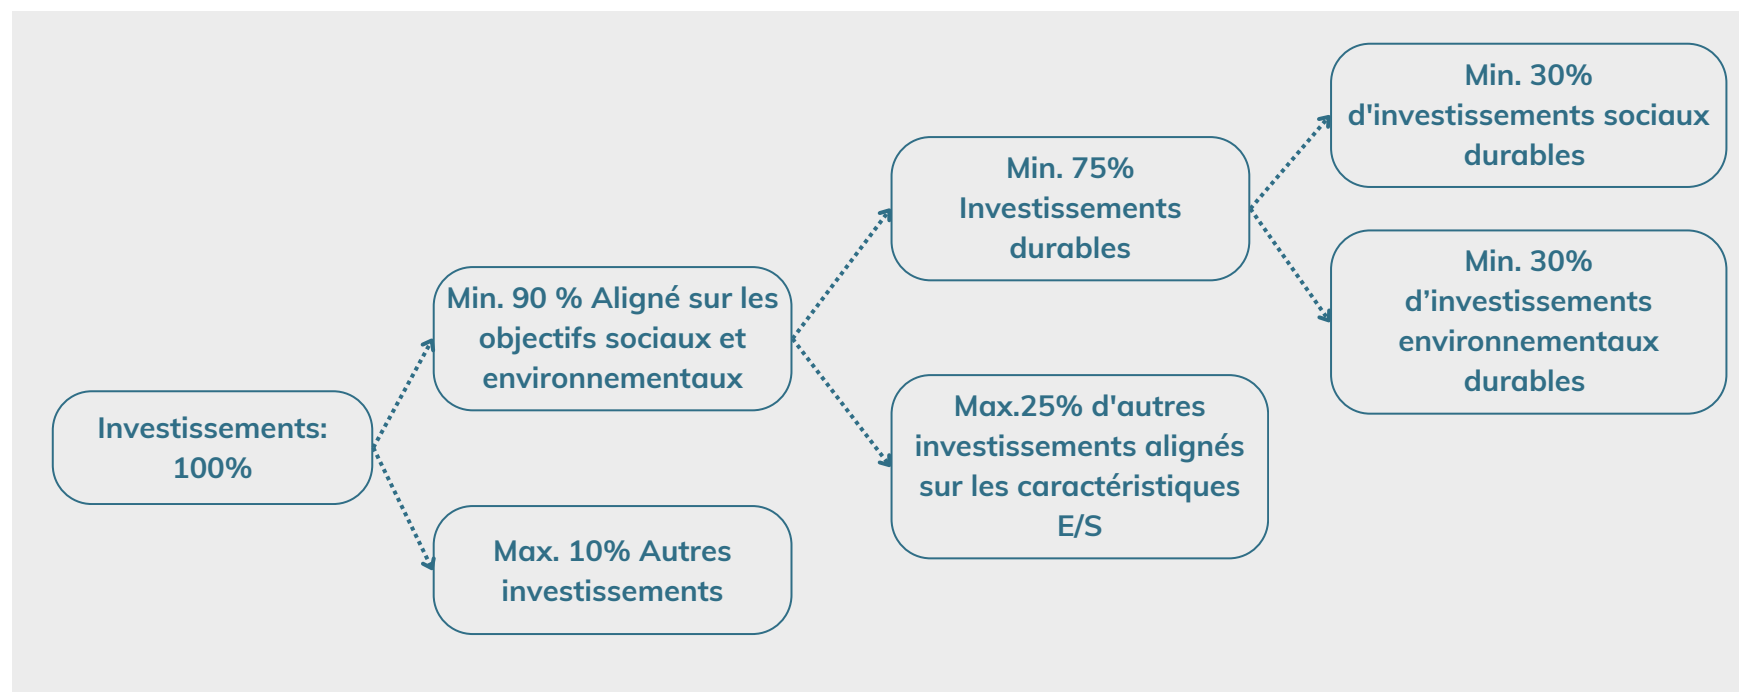 Investissements:
100%
Min. 90 % Aligné sur les
objectifs sociaux et
environnementaux
Max. 10% Autres
investissements
Min. 75%
Investissements
durables
Max.25% d'autres
investissements alignés
sur les caractéristiques
E/S
Min. 30%
d'investissements sociaux
durables
Min. 30%
d’investissements
environnementaux
durables